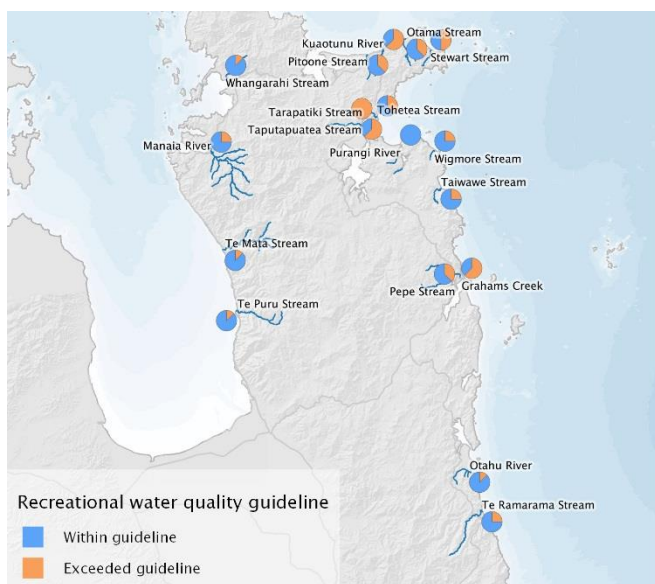 Otama Stream
Kuaotunu River
Stewart Stream
Pitoone Stream
Whangarahi Stream
Tarapatiki Stream
Tohetea Stream
Taputapuatea Stream
Manaia River
Purangi River
Wigmore Stream
Taiwawe Stream
Te Mata Stream
Grahams Creek
Pepe Stream
Te Puru Stream
Otahu River
Te Ramarama Stream
Recreational water quality guideline
Within guideline
Exceeded guideline